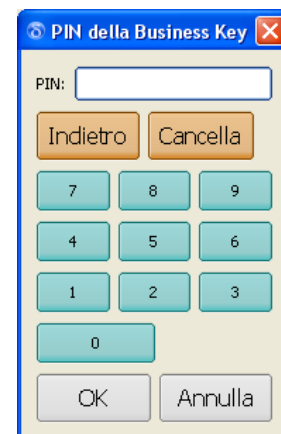 PIN della Business Key
PIN:
Indietro Cancella
7 8 9
4 5 6
1 2 3
0
OK Annulla